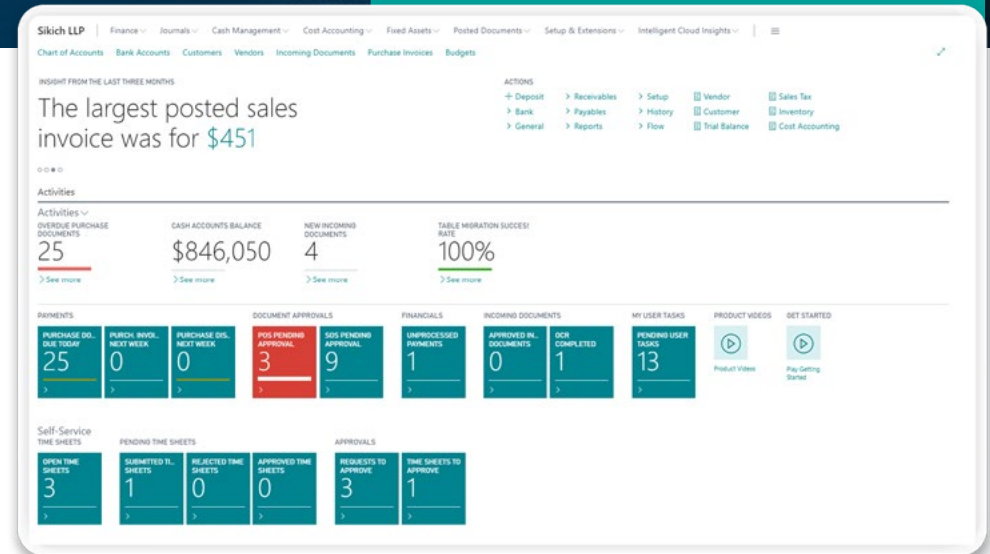 Sikich LLP Finance Journals Cash Management Cost Accounting Fixed Assets Posted Documents Setup & Extensions Intelligent Cloud Insights
Chart of Accounts Bank Accounts Customers Vendors Incoming Documents Purchase Invoices Budgets
INSIGHT FROM THE LAST THREE MONTHS
The largest posted sales
invoice was for $451
ACTIONS
+ Deposit > Receivables > Setup Vendor Sales Tax
> Bank > Payables > History Customer Inventory
> General > Reports > Flow Trial Balance Cost Accounting
Activities
Activities
OVERDUE PURCHASE
DOCUMENTS
25
> See more
CASH ACCOUNTS BALANCE
$846,050
> See more
NEW INCOMING
DOCUMENTS
4
> See more
TABLE MIGRATION SUCCES!
RATE
100%
> See more
PAYMENTS
PURCHASE DO...
DUE TODAY
25
PURCH. INVOI...
NEXT WEEK
0
PURCHASE DIS...
NEXT WEEK
0
DOCUMENT APPROVALS
POS PENDING
APPROVAL
3
SOS PENDING
APPROVAL
9
FINANCIALS
UNPROCESSED
PAYMENTS
1
INCOMING DOCUMENTS
APPROVED IN...
DOCUMENTS
0
OCR
COMPLETED
1
MY USER TASKS
PENDING USER
TASKS
13
PRODUCT VIDEOS
Product Videos
GET STARTED
Play Getting
Started
Self-Service
TIME SHEETS
OPEN TIME
SHEETS
3
PENDING TIME SHEETS
SUBMITTED TI...
SHEETS
1
REJECTED TIME
SHEETS
0
APPROVED TIME
SHEETS
0
APPROVALS
REQUESTS TO
APPROVE
3
TIME SHEETS TO
APPROVE
1